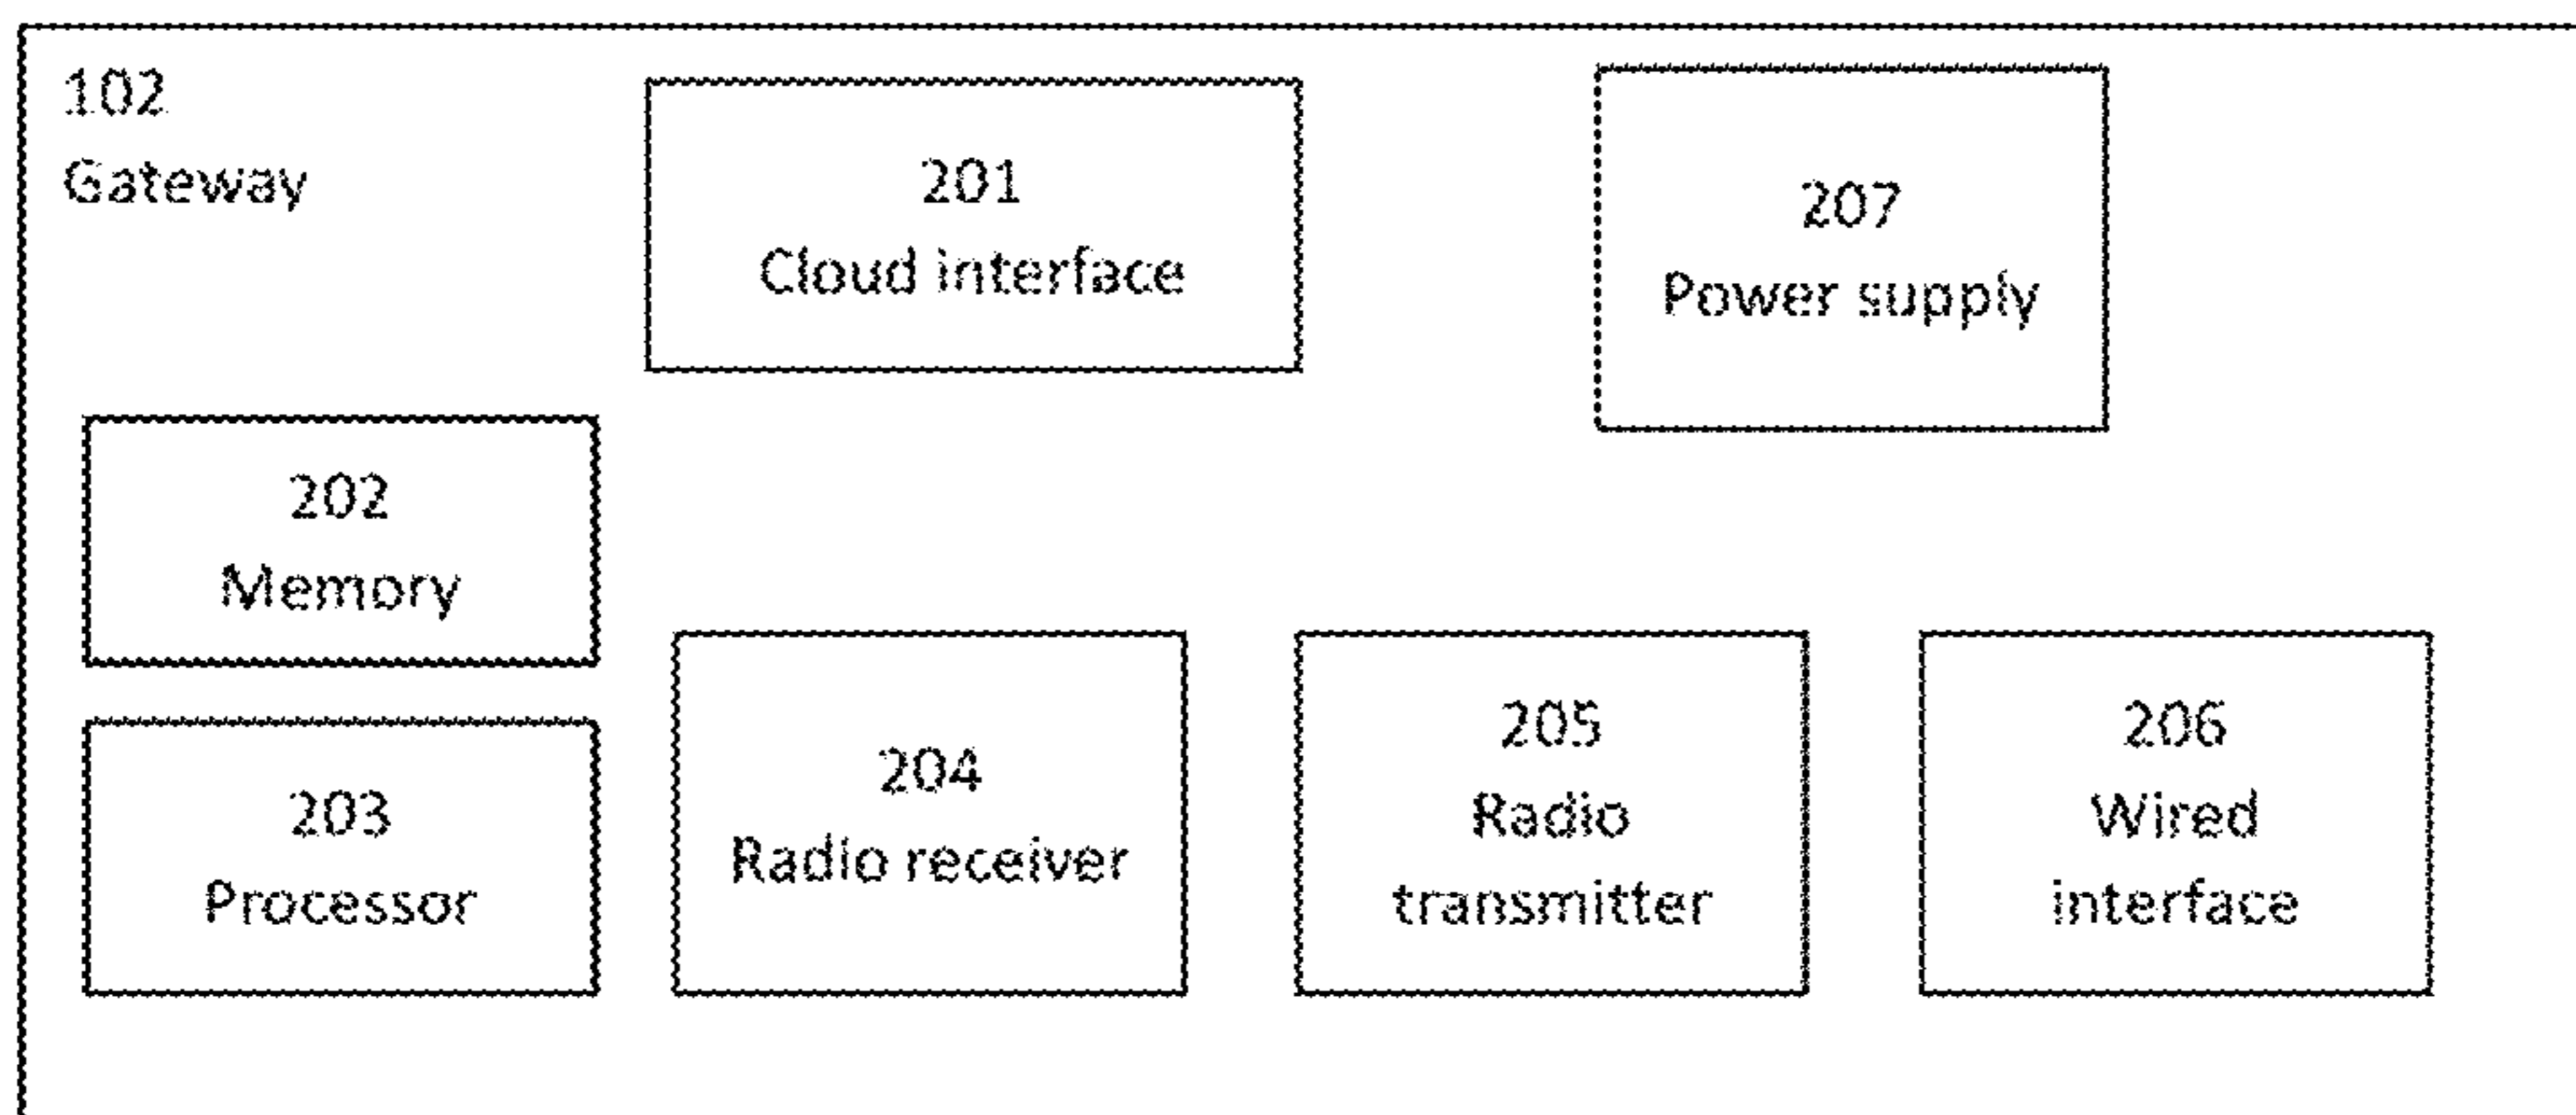 102
Gateway
201
Cloud interface
207
Power supply
202
Memory
203
Processor
204
Radio receiver
205
Radio
transmitter
206
Wired
interface